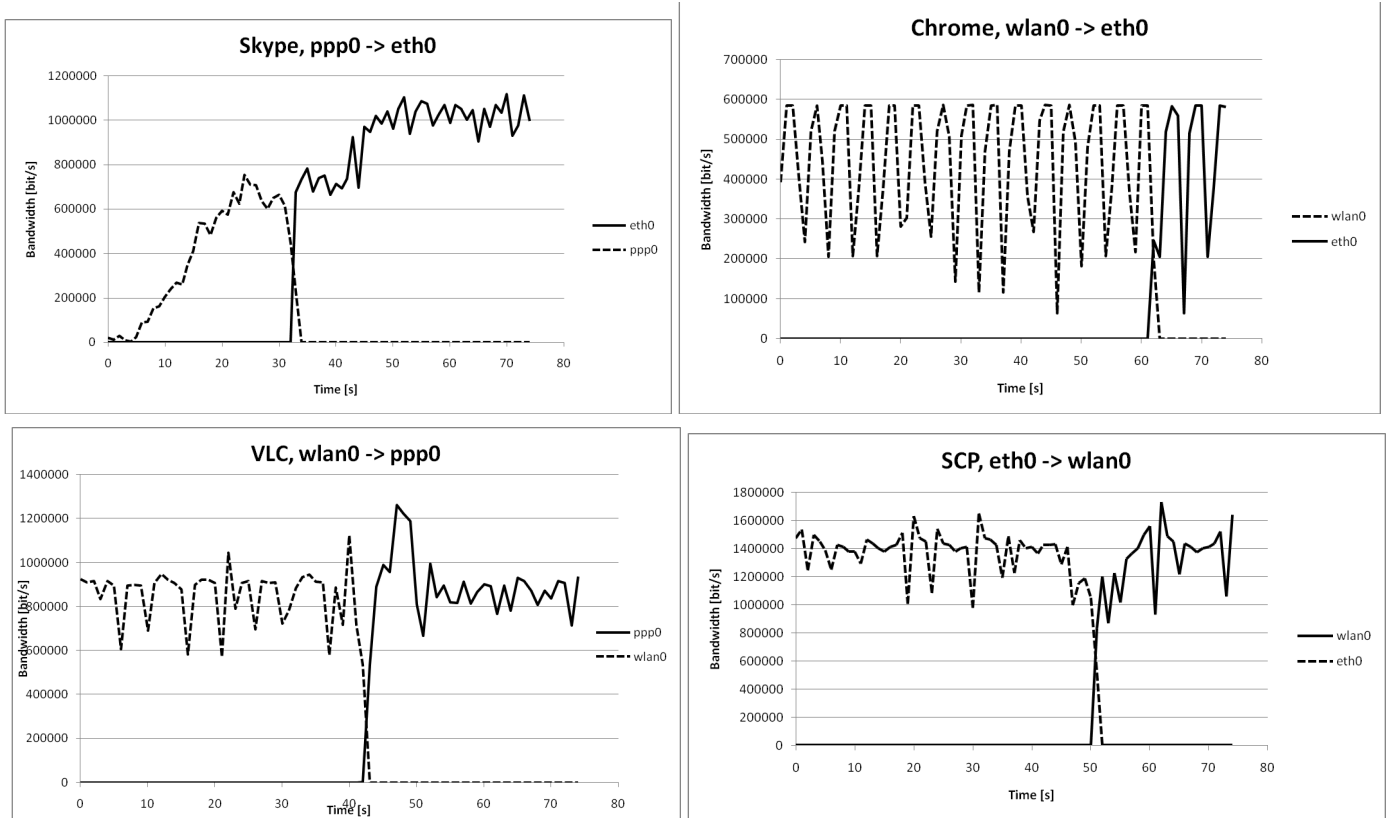 Skype, ppp0 -> eth0
1200000
1000000
800000
600000
400000
200000
0
Bandwidth [bit/s]
0 10 20 30 40 50 60 70 80
Time [s]
eth0
ppp0
Chrome, wlan0 -> eth0
700000
600000
500000
400000
300000
200000
100000
0
Bandwidth [bit/s]
0 10 20 30 40 50 60 70 80
Time [s]
wlan0
eth0
VLC, wlan0 -> ppp0
1400000
1200000
1000000
800000
600000
400000
200000
0
Bandwidth [bit/s]
0 10 20 30 40 50 60 70 80
Time [s]
ppp0
wlan0
SCP, eth0 -> wlan0
1800000
1600000
1400000
1200000
1000000
800000
600000
400000
200000
0
Bandwidth [bit/s]
0 10 20 30 40 50 60 70 80
Time [s]
wlan0
eth0